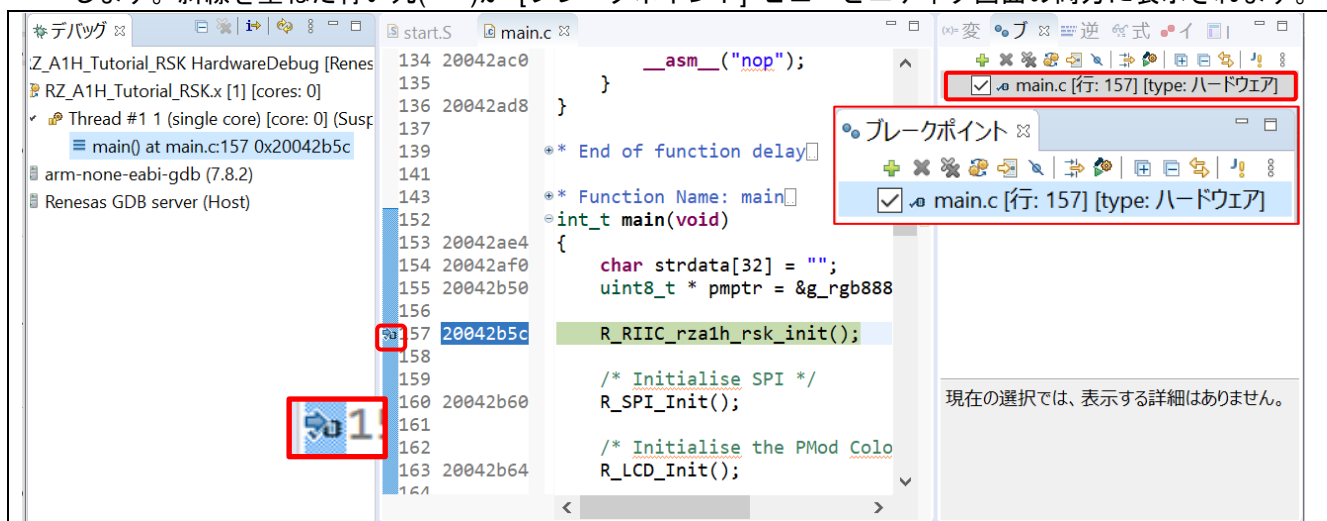 デバッグ
Z_A1H_Tutorial_RSK HardwareDebug [Renes
RZ_A1H_Tutorial_RSK.x [1] [cores: 0]
Thread #1 1 (single core) [core: 0] (Susp
main() at main.c:157 0x20042b5c
arm-none-eabi-gdb (7.8.2)
Renesas GDB server (Host)
start.S main.c
134 20042ac0 __asm__("nop");
135 }
136 20042ad8 }
137
139 * End of function delay
141
143 * Function Name: main
152 int_t main(void)
153 20042ae4 {
154 20042af0 char strdata[32] = "";
155 20042b50 uint8_t * pmptr = &g_rgb888
156
157 20042b5c R_RIIC_rza1h_rsk_init();
158
159 /* Initialise SPI */
160 20042b60 R_SPI_Init();
161
162 /* Initialise the PMod Colo
163 20042b64 R_LCD_Init();
164
15
変 ブ 逆 式 イ
main.c [行: 157] [type: ハードウェア]
ブレークポイント
main.c [行: 157] [type: ハードウェア]
現在の選択では、表示する詳細はありません。